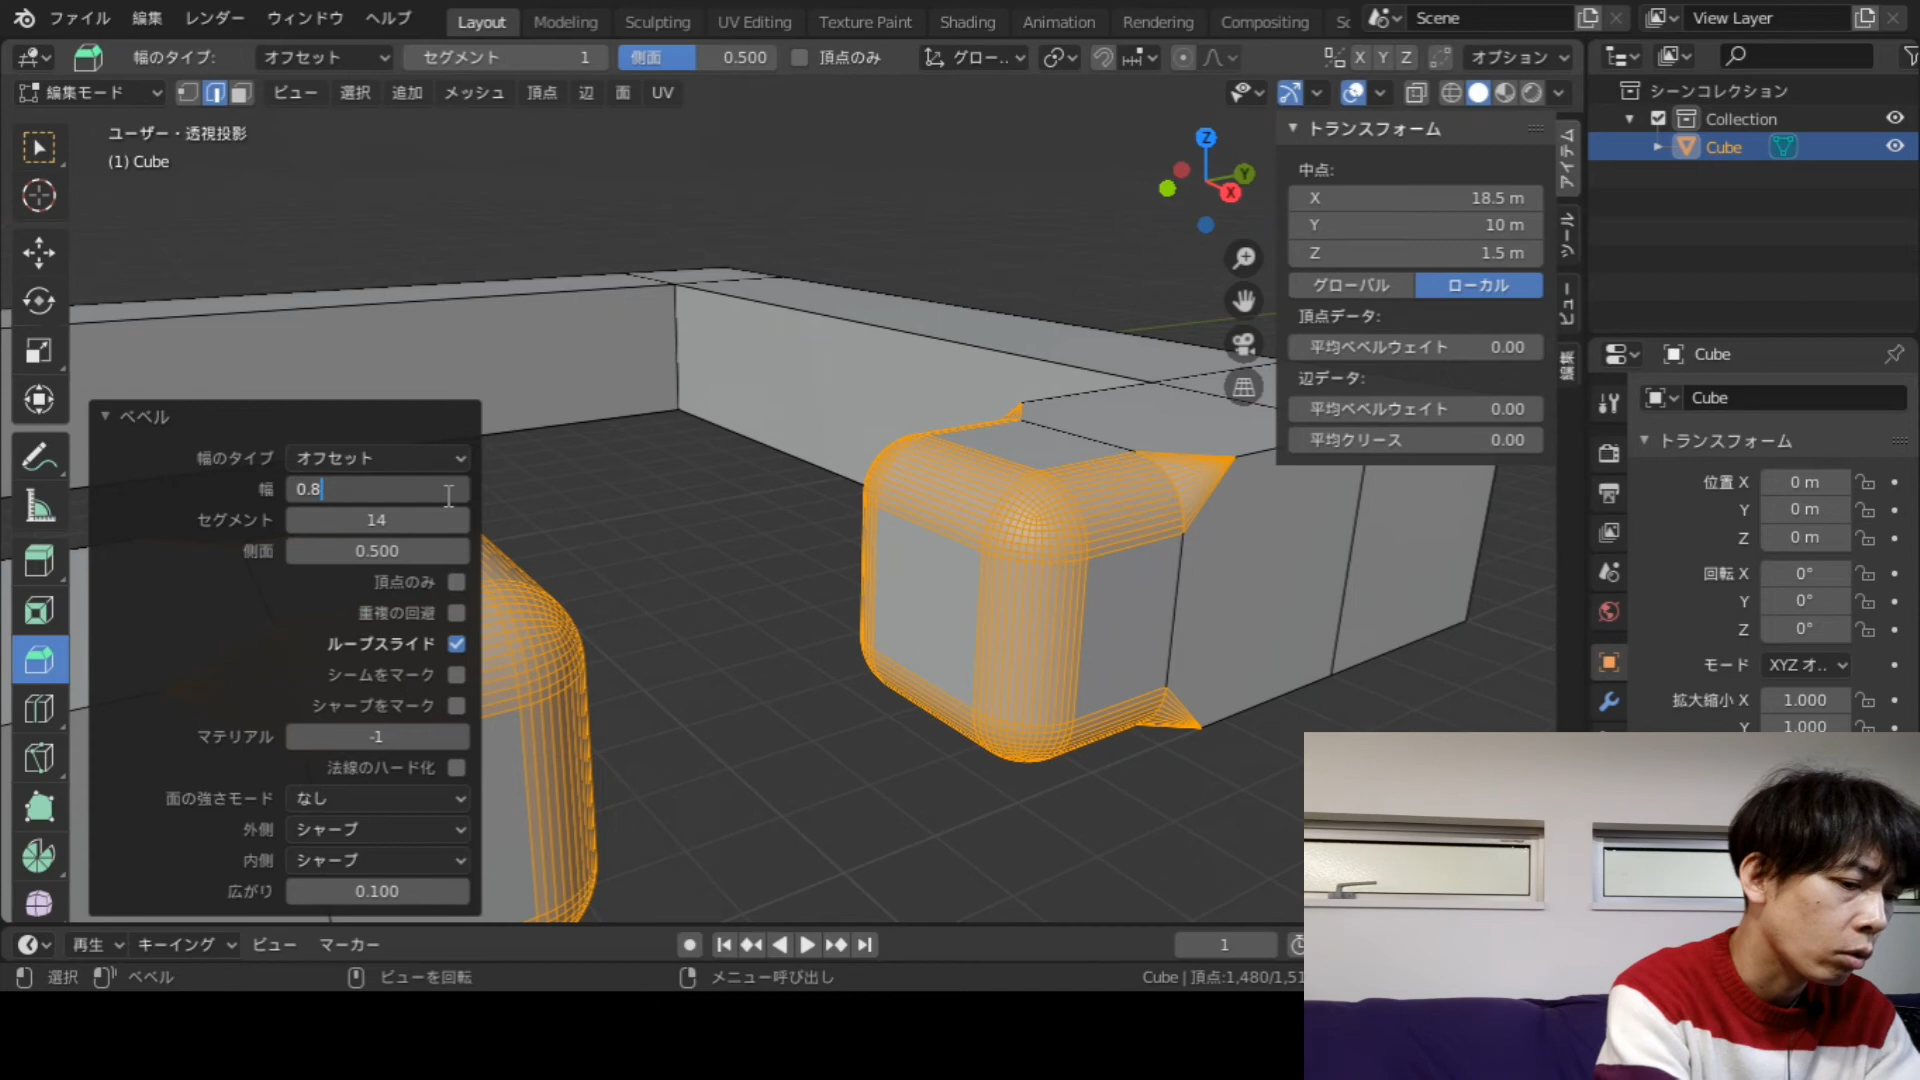 ファイル 編集 レンダー ウィンドウ ヘルプ Layout Modeling Sculpting UV Editing Texture Paint Shading Animation Rendering Compositing Sc Scene View Layer
幅のタイプ: オフセット セグメント 1 側面 0.500 頂点のみ グロー.. X Y Z オプション
編集モード ビュー 選択 追加 メッシュ 頂点 辺 面 UV
シーンコレクション
Collection
Cube
ユーザー・透視投影
(1) Cube
Z
Y
X
トランスフォーム
中点:
X 18.5 m
Y 10 m
Z 1.5 m
グローバル ローカル
頂点データ:
平均ベベルウェイト 0.00
辺データ:
平均ベベルウェイト 0.00
平均クリース 0.00
アイテム
ツール
ビュー
編集
ベベル
幅のタイプ オフセット
幅 0.8
セグメント 14
側面 0.500
頂点のみ
重複の回避
ループスライド
シームをマーク
シャープをマーク
マテリアル -1
法線のハード化
面の強さモード なし
外側 シャープ
内側 シャープ
広がり 0.100
Cube
Cube
トランスフォーム
位置 X 0 m
Y 0 m
Z 0 m
回転 X 0°
Y 0°
Z 0°
モード XYZ オ..
拡大縮小 X 1.000
Y 1.000
再生 キーイング ビュー マーカー 1
選択 ベベル ビューを回転 メニュー呼び出し Cube | 頂点:1,480/1,51